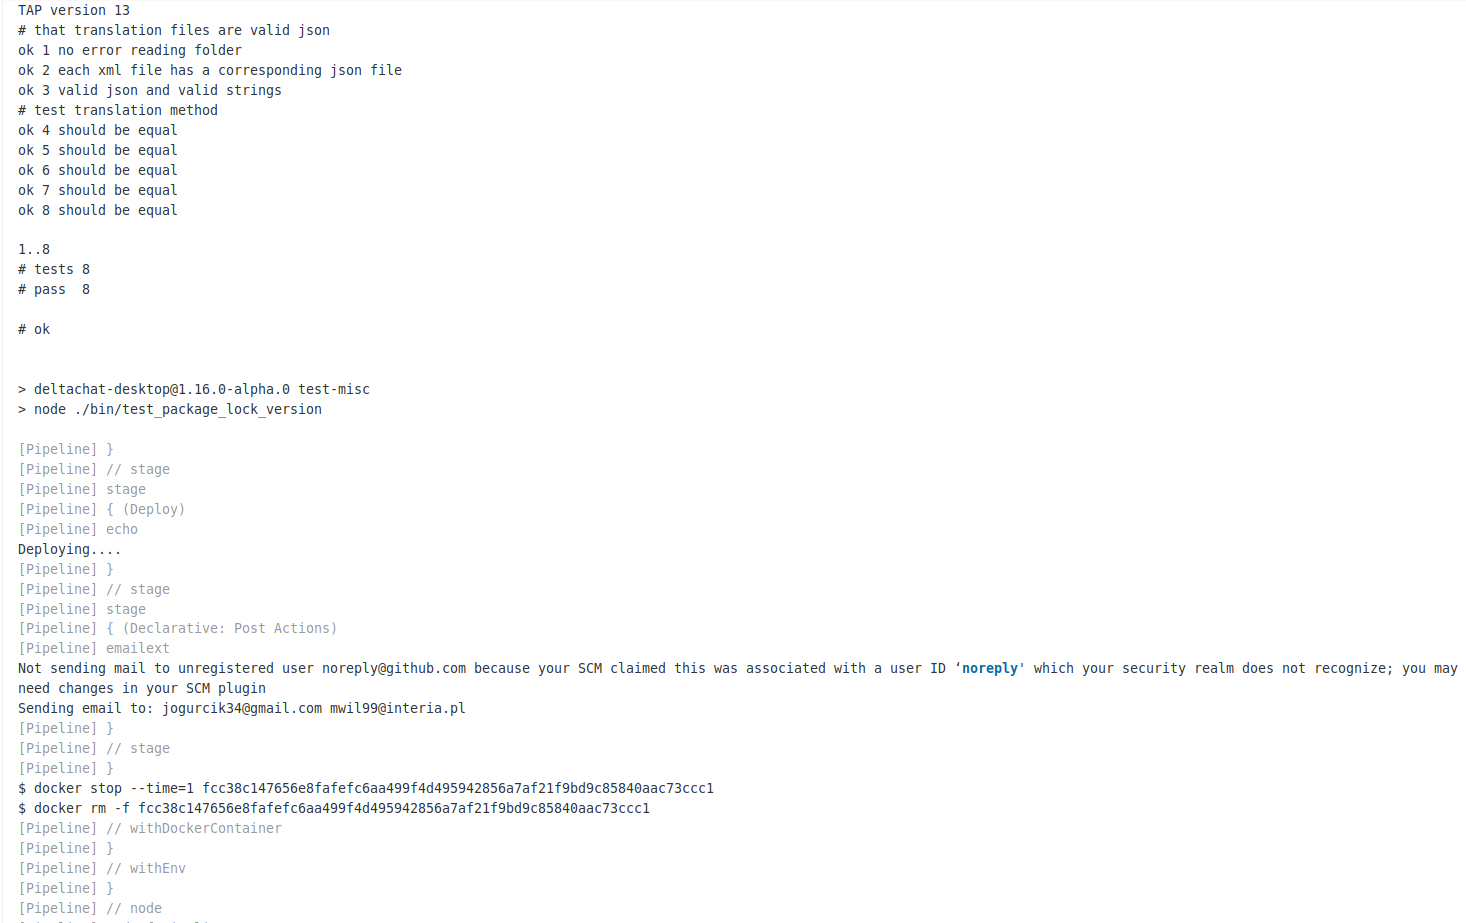 TAP version 13
# that translation files are valid json
ok 1 no error reading folder
ok 2 each xml file has a corresponding json file
ok 3 valid json and valid strings
# test translation method
ok 4 should be equal
ok 5 should be equal
ok 6 should be equal
ok 7 should be equal
ok 8 should be equal
1..8
# tests 8
# pass  8
# ok
> deltachat-desktop@1.16.0-alpha.0 test-misc
> node ./bin/test_package_lock_version
[Pipeline] }
[Pipeline] // stage
[Pipeline] stage
[Pipeline] { (Deploy)
[Pipeline] echo
Deploying....
[Pipeline] }
[Pipeline] // stage
[Pipeline] stage
[Pipeline] { (Declarative: Post Actions)
[Pipeline] emailext
Not sending mail to unregistered user noreply@github.com because your SCM claimed this was associated with a user ID ‘noreply' which your security realm does not recognize; you may
need changes in your SCM plugin
Sending email to: jogurcik34@gmail.com mwil99@interia.pl
[Pipeline] }
[Pipeline] // stage
[Pipeline] }
$ docker stop --time=1 fcc38c147656e8fafefc6aa499f4d495942856a7af21f9bd9c85840aac73ccc1
$ docker rm -f fcc38c147656e8fafefc6aa499f4d495942856a7af21f9bd9c85840aac73ccc1
[Pipeline] // withDockerContainer
[Pipeline] }
[Pipeline] // withEnv
[Pipeline] }
[Pipeline] // node